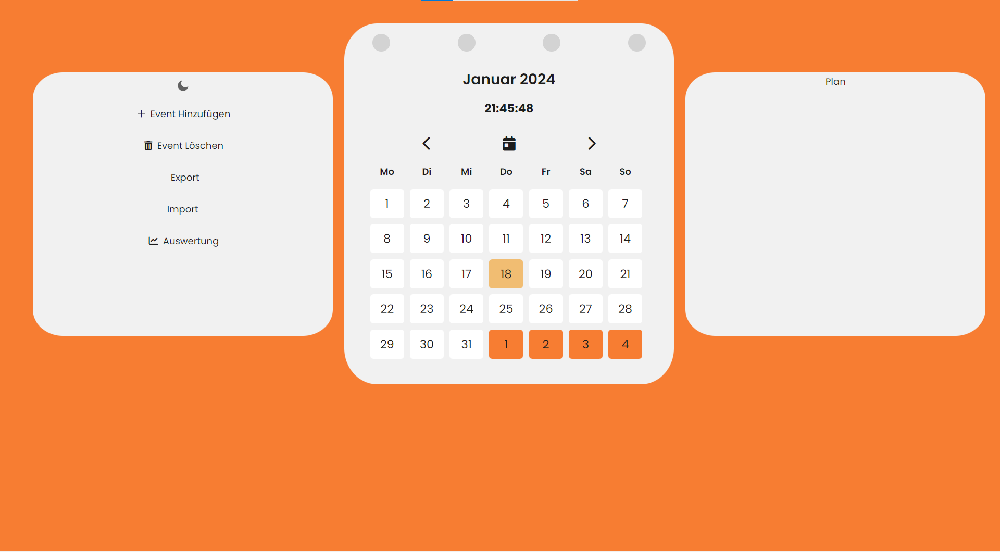 Event Hinzufügen
Event Löschen
Export
Import
Auswertung
Januar 2024
21:45:48
Mo Di Mi Do Fr Sa So
1 2 3 4 5 6 7
8 9 10 11 12 13 14
15 16 17 18 19 20 21
22 23 24 25 26 27 28
29 30 31 1 2 3 4
Plan